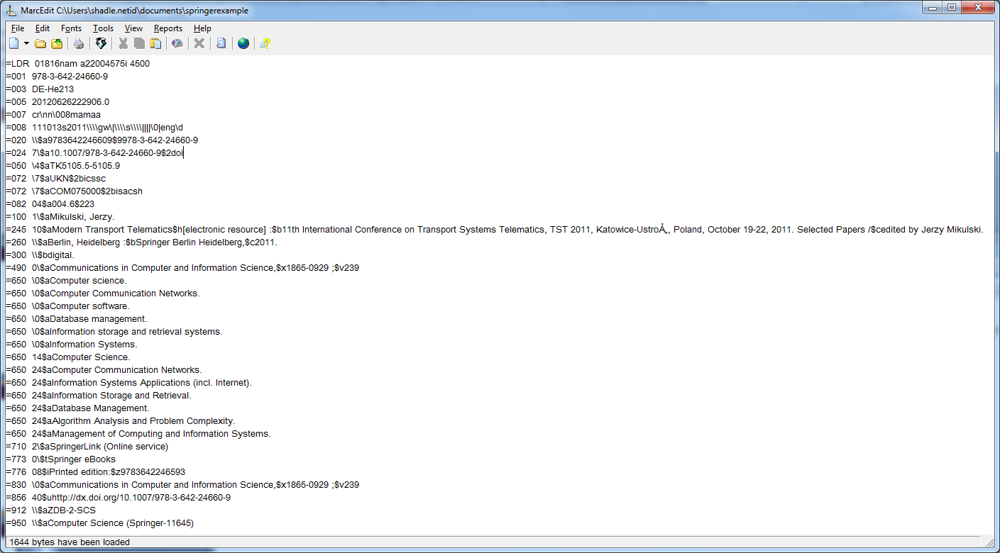 MarcEdit C:\Users\shadle.netid\documents\springerexample
File Edit Fonts Tools View Reports Help
=LDR  01816nam a22004575i 4500
=001  978-3-642-24660-9
=003  DE-He213
=005  20120626222906.0
=007  cr\nn\008mamaa
=008  111013s2011\\\\gw\|\\\\s\\\\||||\0|eng\d
=020  \\$a9783642246609$9978-3-642-24660-9
=024  7\$a10.1007/978-3-642-24660-9$2doi
=050  \4$aTK5105.5-5105.9
=072  \7$aUKN$2bicssc
=072  \7$aCOM075000$2bisacsh
=082  04$a004.6$223
=100  1\$aMikulski, Jerzy.
=245  10$aModern Transport Telematics$h[electronic resource] :$b11th International Conference on Transport Systems Telematics, TST 2011, Katowice-UstroÅ„, Poland, October 19-22, 2011. Selected Papers /$cedited by Jerzy Mikulski.
=260  \\$aBerlin, Heidelberg :$bSpringer Berlin Heidelberg,$c2011.
=300  \\$bdigital.
=490  0\$aCommunications in Computer and Information Science,$x1865-0929 ;$v239
=650  \0$aComputer science.
=650  \0$aComputer Communication Networks.
=650  \0$aComputer software.
=650  \0$aDatabase management.
=650  \0$aInformation storage and retrieval systems.
=650  \0$aInformation Systems.
=650  14$aComputer Science.
=650  24$aComputer Communication Networks.
=650  24$aInformation Systems Applications (incl. Internet).
=650  24$aInformation Storage and Retrieval.
=650  24$aDatabase Management.
=650  24$aAlgorithm Analysis and Problem Complexity.
=650  24$aManagement of Computing and Information Systems.
=710  2\$aSpringerLink (Online service)
=773  0\$tSpringer eBooks
=776  08$iPrinted edition:$z9783642246593
=830  \0$aCommunications in Computer and Information Science,$x1865-0929 ;$v239
=856  40$uhttp://dx.doi.org/10.1007/978-3-642-24660-9
=912  \\$aZDB-2-SCS
=950  \\$aComputer Science (Springer-11645)
1644 bytes have been loaded